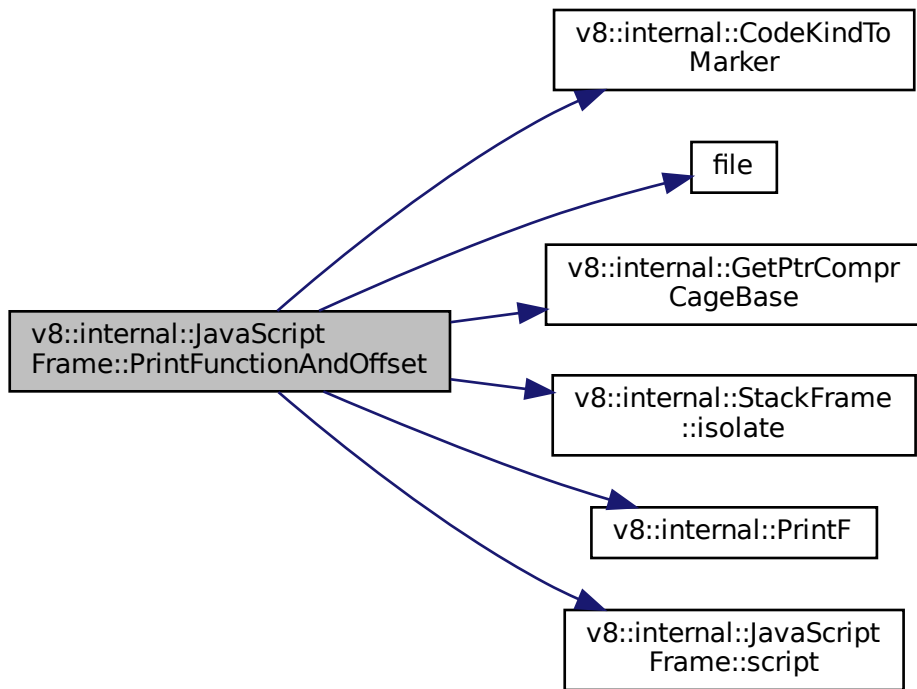 v8::internal::CodeKindTo
Marker
file
v8::internal::GetPtrCompr
CageBase
v8::internal::JavaScript
Frame::PrintFunctionAndOffset
v8::internal::StackFrame
::isolate
v8::internal::PrintF
v8::internal::JavaScript
Frame::script